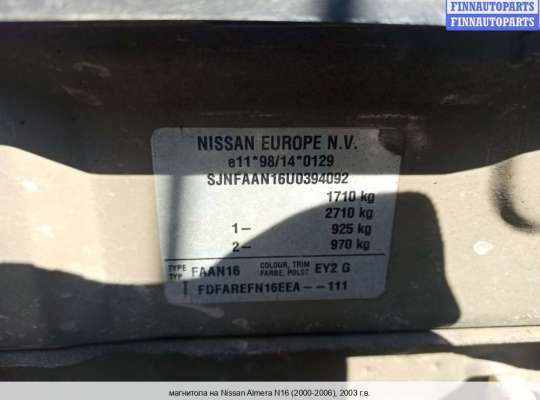 FINNAUTOPARTS
FINNAUTOPARTS
NISSAN EUROPE N.V.
e11*98/14*0129
SJNFAAN16U0394092
1710 kg
2710 kg
1- 925 kg
2- 970 kg
TYPE TYP FAAN16 COLOUR, TRIM FARBE, POLST EY2 G
FDFAREFN16EEA--111
магнитола на Nissan Almera N16 (2000-2006), 2003 г.в.